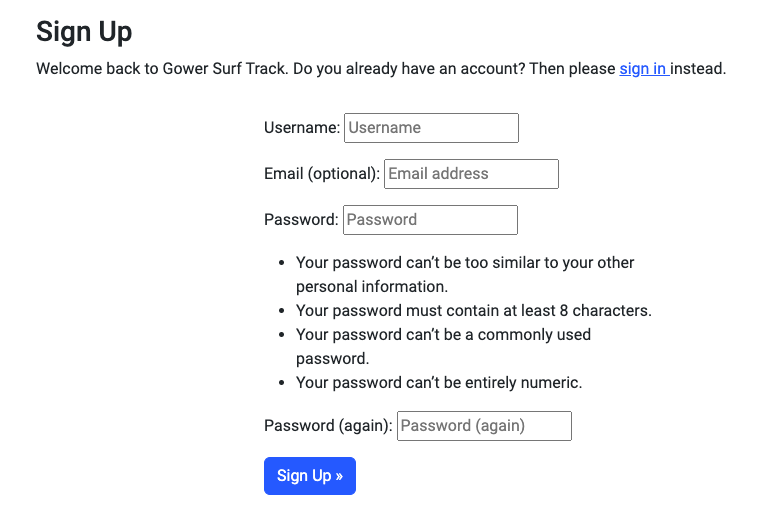 Sign Up
Welcome back to Gower Surf Track. Do you already have an account? Then please sign in instead.
Username: Username
Email (optional): Email address
Password: Password
• Your password can’t be too similar to your other
personal information.
• Your password must contain at least 8 characters.
• Your password can’t be a commonly used
password.
• Your password can’t be entirely numeric.
Password (again): Password (again)
Sign Up »